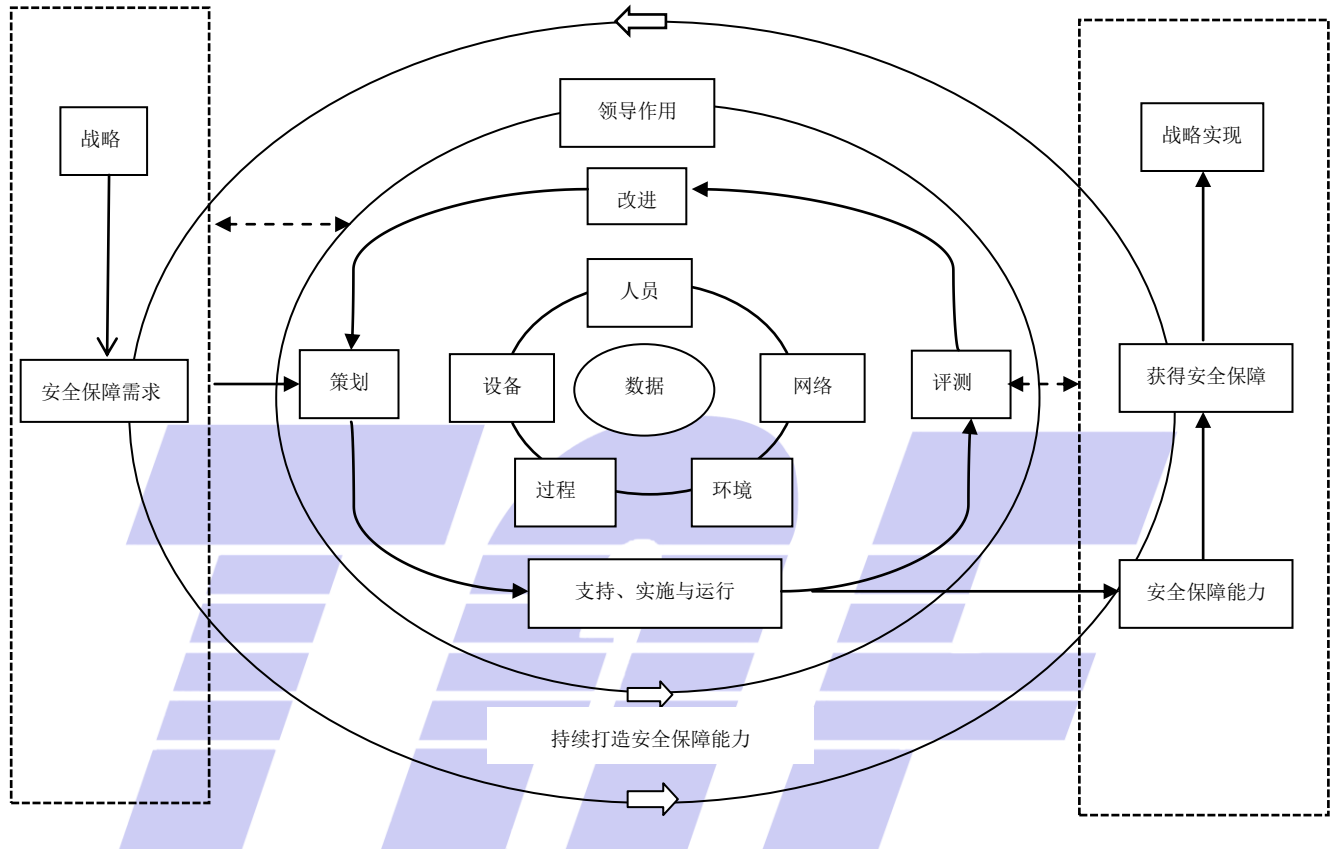 领导作用
战略
战略实现
改进
人员
安全保障需求
策划
设备
数据
网络
评测
获得安全保障
过程
环境
支持、实施与运行
安全保障能力
持续打造安全保障能力